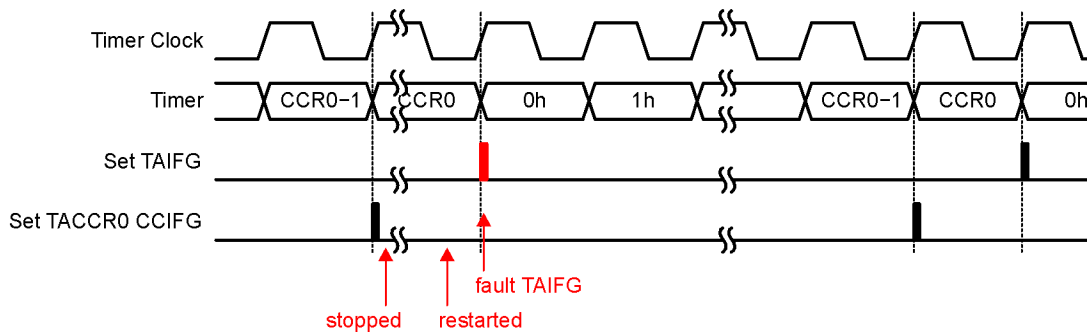 Timer Clock
Timer CCR0−1 CCR0 0h 1h CCR0−1 CCR0 0h
Set TAIFG
Set TACCR0 CCIFG
fault TAIFG
stopped restarted